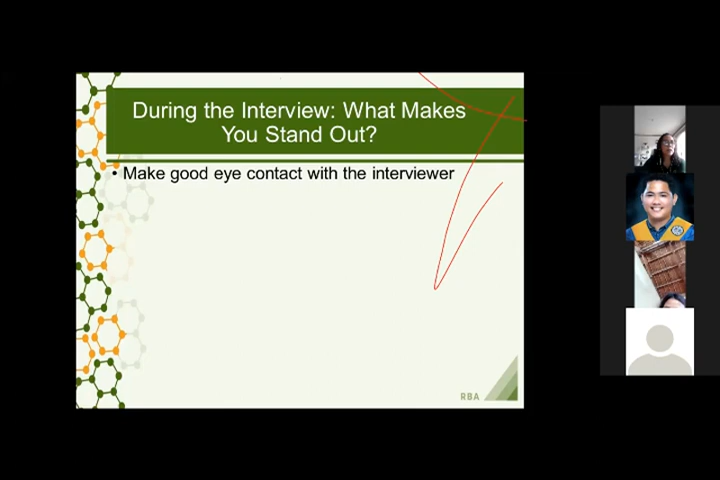 During the Interview: What Makes
You Stand Out?
• Make good eye contact with the interviewer
RBA